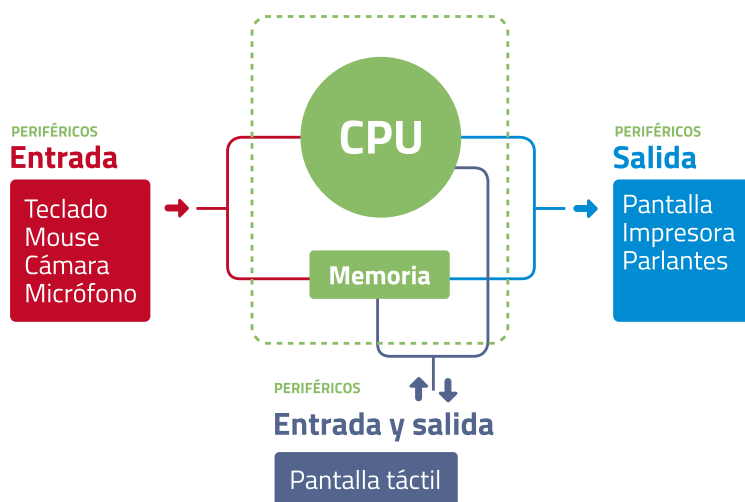 CPU
Memoria
PERIFÉRICOS
Entrada
Teclado
Mouse
Cámara
Micrófono
PERIFÉRICOS
Salida
Pantalla
Impresora
Parlantes
PERIFÉRICOS
Entrada y salida
Pantalla táctil